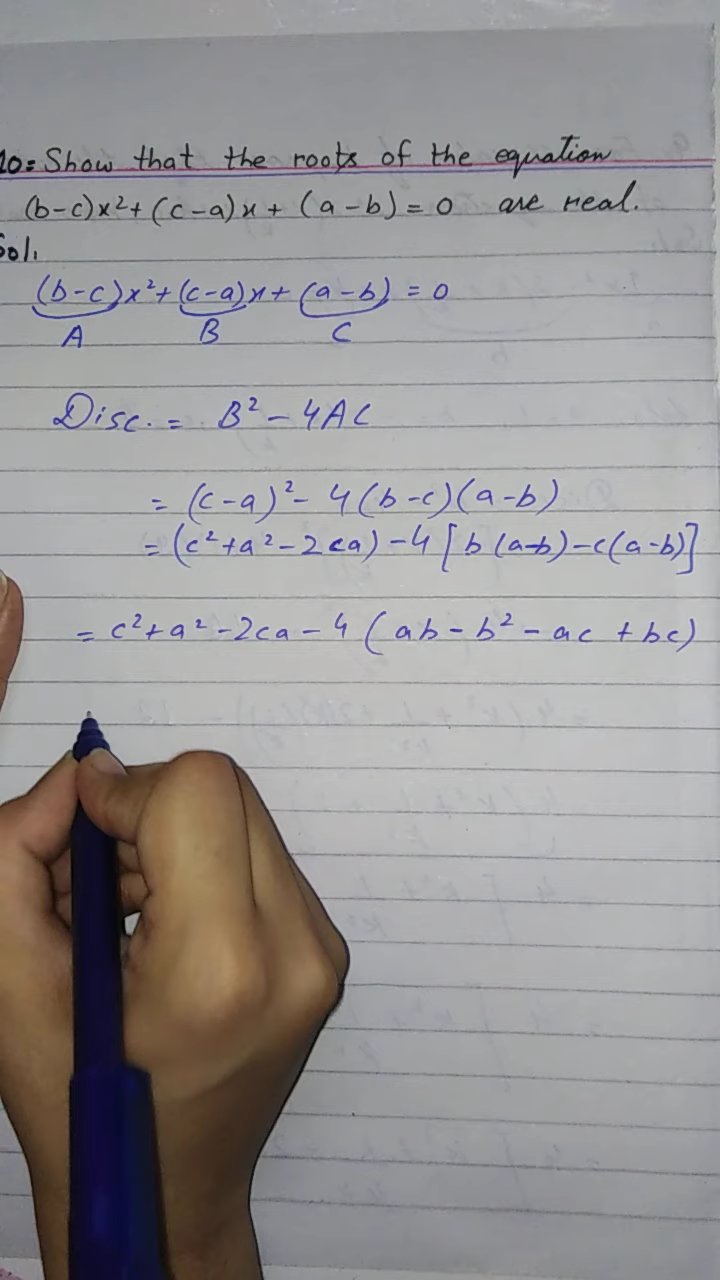 10= Show that the roots of the equation
(b-c)x²+(c-a)x+(a-b)=0 are real.
Sol.
(b-c)x²+(c-a)x+(a-b)=0
A B C
Disc. = B²-4AC
= (c-a)²-4(b-c)(a-b)
= (c²+a²-2ca)-4[b(a-b)-c(a-b)]
= c²+a²-2ca-4(ab-b²-ac+bc)